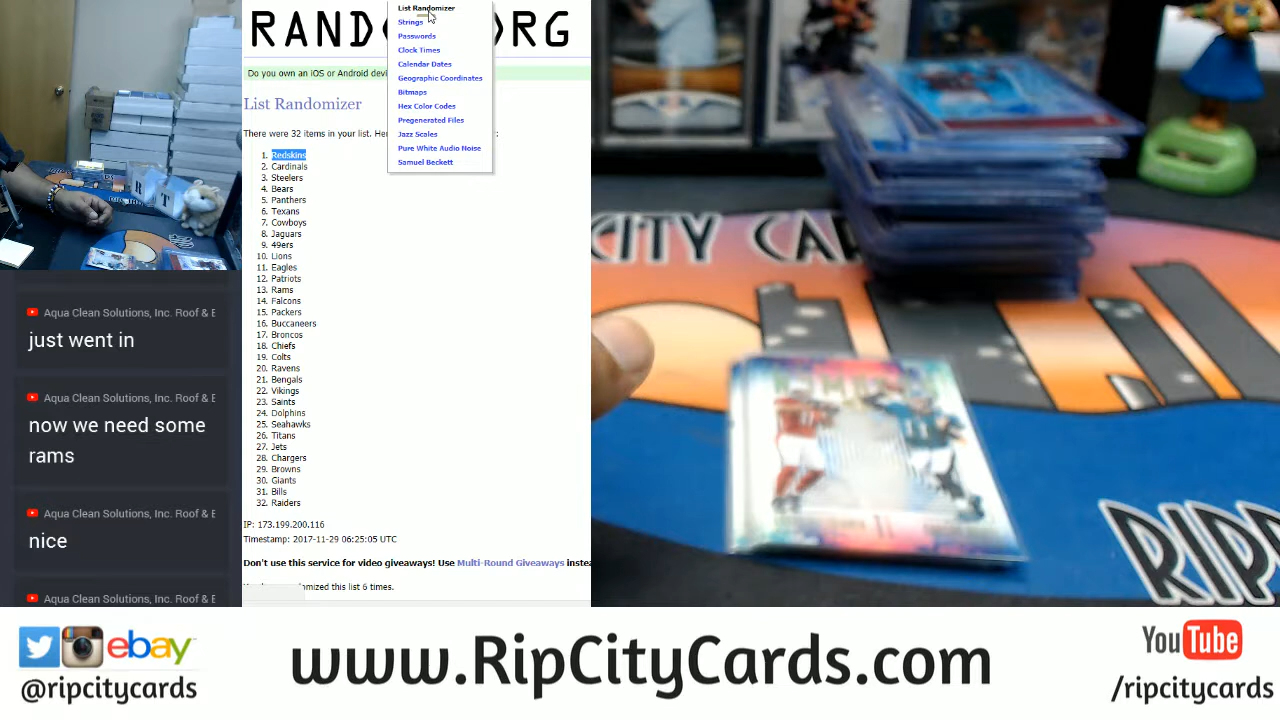 RAND
ORG
List Randomizer
Strings
Passwords
Clock Times
Calendar Dates
Geographic Coordinates
Bitmaps
Hex Color Codes
Pregenerated Files
Jazz Scales
Pure White Audio Noise
Samuel Beckett
Do you own an iOS or Android devi
List Randomizer
There were 32 items in your list. Her
:
1. Redskins
2. Cardinals
3. Steelers
4. Bears
5. Panthers
6. Texans
7. Cowboys
8. Jaguars
9. 49ers
10. Lions
11. Eagles
12. Patriots
13. Rams
14. Falcons
15. Packers
16. Buccaneers
17. Broncos
18. Chiefs
19. Colts
20. Ravens
21. Bengals
22. Vikings
23. Saints
24. Dolphins
25. Seahawks
26. Titans
27. Jets
28. Chargers
29. Browns
30. Giants
31. Bills
32. Raiders
IP: 173.199.200.116
Timestamp: 2017-11-29 06:25:05 UTC
Don't use this service for video giveaways! Use Multi-Round Giveaways inste
omized this list 6 times.
Aqua Clean Solutions, Inc. Roof & E
just went in
Aqua Clean Solutions, Inc. Roof & E
now we need some
rams
Aqua Clean Solutions, Inc. Roof & E
nice
Aqua Clean Solutions, Inc. Roof & E
R
T
CITY CA
RIPC
ebay
@ripcitycards
www.RipCityCards.com
YouTube
/ripcitycards